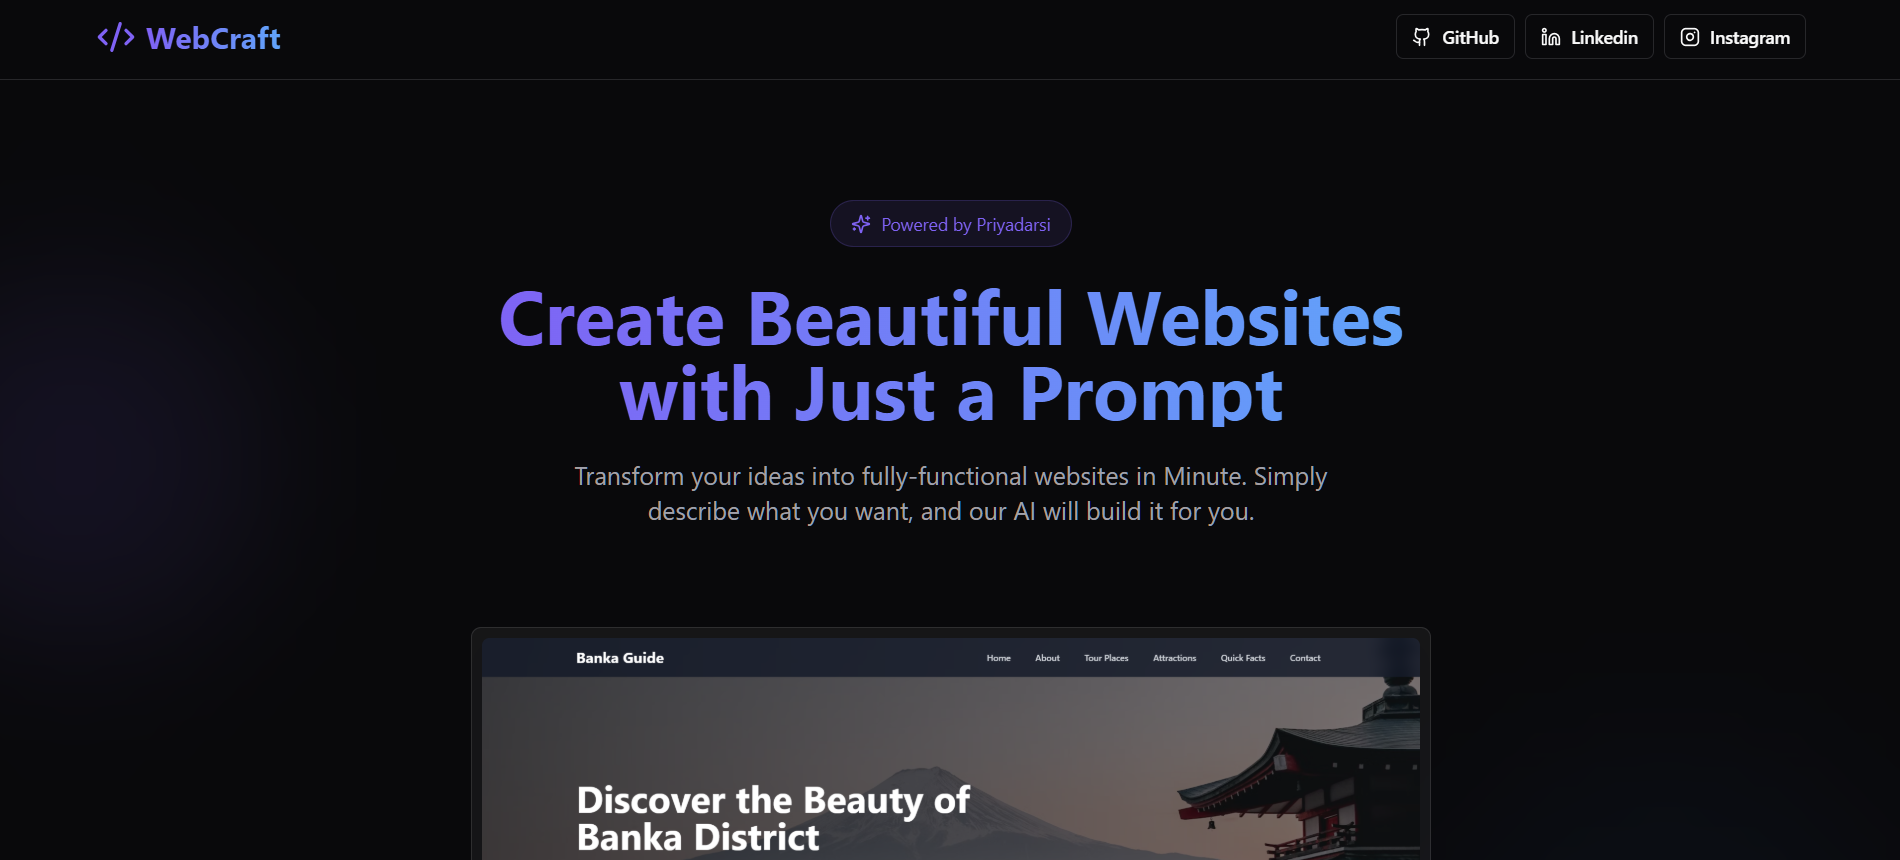 WebCraft
GitHub
Linkedin
Instagram
Powered by Priyadarsi
Create Beautiful Websites
with Just a Prompt
Transform your ideas into fully-functional websites in Minute. Simply
describe what you want, and our AI will build it for you.
Banka Guide
Home
About
Tour Places
Attractions
Quick Facts
Contact
Discover the Beauty of
Banka District